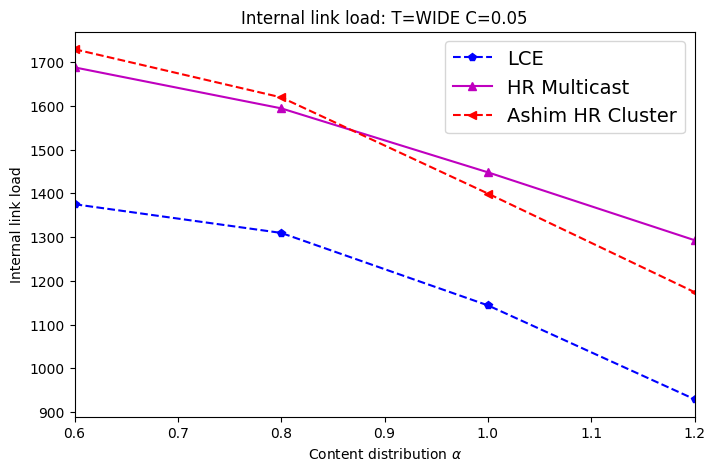 Internal link load: T=WIDE C=0.05
LCE
HR Multicast
Ashim HR Cluster
Internal link load
1700
1600
1500
1400
1300
1200
1100
1000
900
0.6 0.7 0.8 0.9 1.0 1.1 1.2
Content distribution α